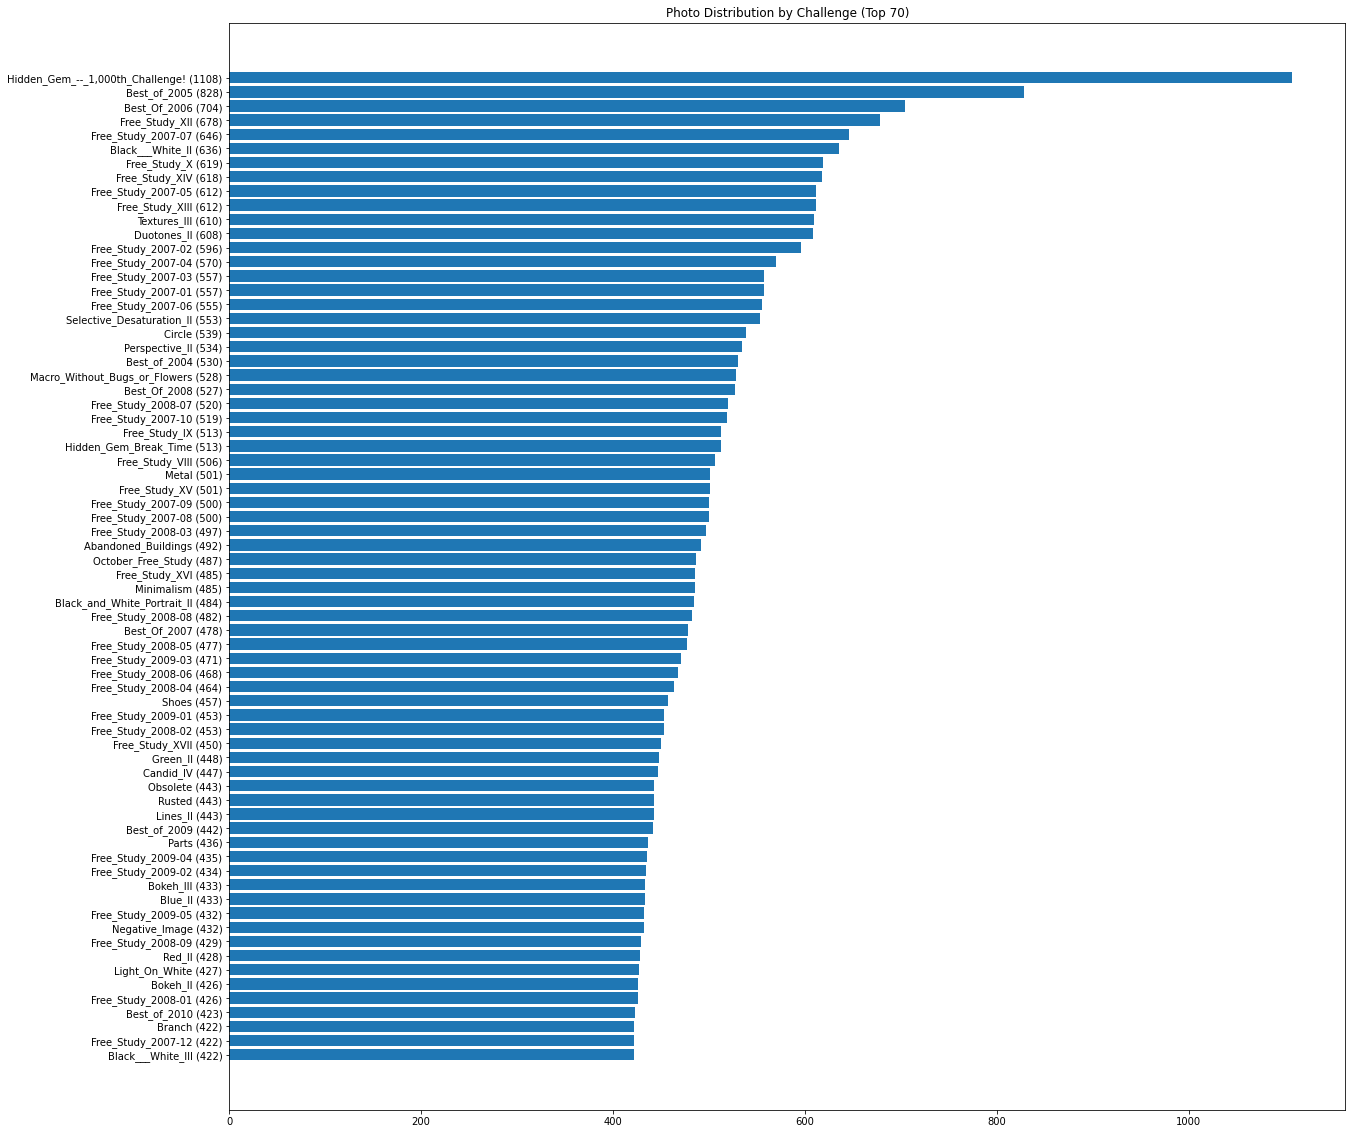 Photo Distribution by Challenge (Top 70)
Hidden_Gem_--_1,000th_Challenge! (1108)
Best_of_2005 (828)
Best_Of_2006 (704)
Free_Study_XII (678)
Free_Study_2007-07 (646)
Black___White_II (636)
Free_Study_X (619)
Free_Study_XIV (618)
Free_Study_2007-05 (612)
Free_Study_XIII (612)
Textures_III (610)
Duotones_II (608)
Free_Study_2007-02 (596)
Free_Study_2007-04 (570)
Free_Study_2007-03 (557)
Free_Study_2007-01 (557)
Free_Study_2007-06 (555)
Selective_Desaturation_II (553)
Circle (539)
Perspective_II (534)
Best_of_2004 (530)
Macro_Without_Bugs_or_Flowers (528)
Best_Of_2008 (527)
Free_Study_2008-07 (520)
Free_Study_2007-10 (519)
Free_Study_IX (513)
Hidden_Gem_Break_Time (513)
Free_Study_VIII (506)
Metal (501)
Free_Study_XV (501)
Free_Study_2007-09 (500)
Free_Study_2007-08 (500)
Free_Study_2008-03 (497)
Abandoned_Buildings (492)
October_Free_Study (487)
Free_Study_XVI (485)
Minimalism (485)
Black_and_White_Portrait_II (484)
Free_Study_2008-08 (482)
Best_Of_2007 (478)
Free_Study_2008-05 (477)
Free_Study_2009-03 (471)
Free_Study_2008-06 (468)
Free_Study_2008-04 (464)
Shoes (457)
Free_Study_2009-01 (453)
Free_Study_2008-02 (453)
Free_Study_XVII (450)
Green_II (448)
Candid_IV (447)
Obsolete (443)
Rusted (443)
Lines_II (443)
Best_of_2009 (442)
Parts (436)
Free_Study_2009-04 (435)
Free_Study_2009-02 (434)
Bokeh_III (433)
Blue_II (433)
Free_Study_2009-05 (432)
Negative_Image (432)
Free_Study_2008-09 (429)
Red_II (428)
Light_On_White (427)
Bokeh_II (426)
Free_Study_2008-01 (426)
Best_of_2010 (423)
Branch (422)
Free_Study_2007-12 (422)
Black___White_III (422)
0 200 400 600 800 1000